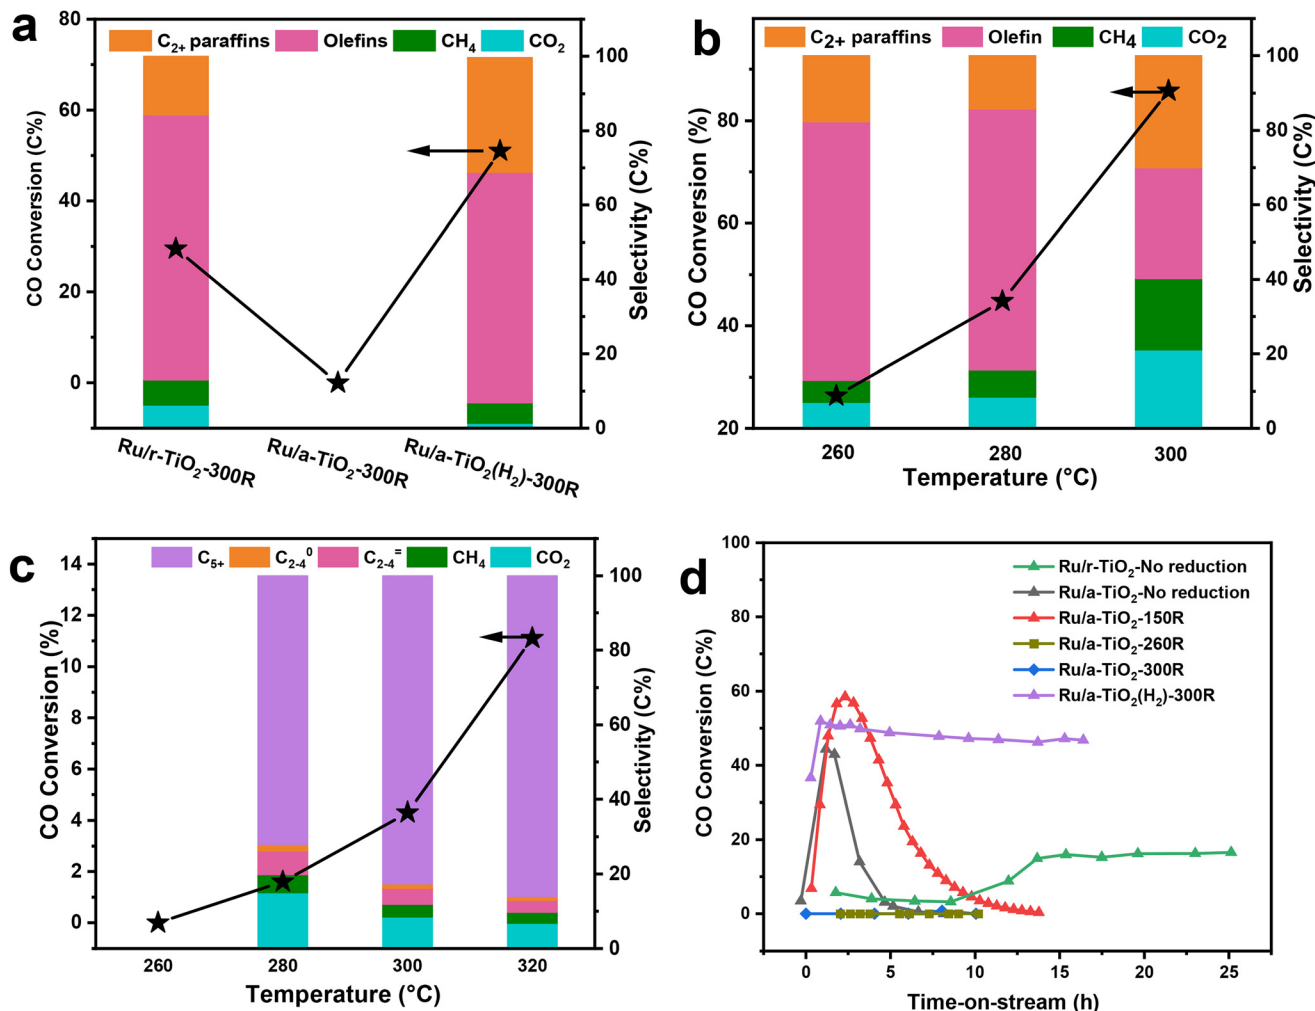 a
C2+ paraffins Olefins CH4 CO2
CO Conversion (C%)
80
60
40
20
0
Selectivity (C%)
100
80
60
40
20
0
Ru/r-TiO2-300R
Ru/a-TiO2-300R
Ru/a-TiO2(H2)-300R
b
C2+ paraffins Olefin CH4 CO2
CO Conversion (%)
80
60
40
20
Selectivity (C%)
100
80
60
40
20
0
260 280 300
Temperature (°C)
c
C5+ C2-4^0 C2-4^= CH4 CO2
CO Conversion (%)
14
12
10
8
6
4
2
0
Selectivity (C%)
100
80
60
40
20
0
260 280 300 320
Temperature (°C)
d
Ru/r-TiO2-No reduction
Ru/a-TiO2-No reduction
Ru/a-TiO2-150R
Ru/a-TiO2-260R
Ru/a-TiO2-300R
Ru/a-TiO2(H2)-300R
CO Conversion (C%)
100
80
60
40
20
0
0 5 10 15 20 25
Time-on-stream (h)